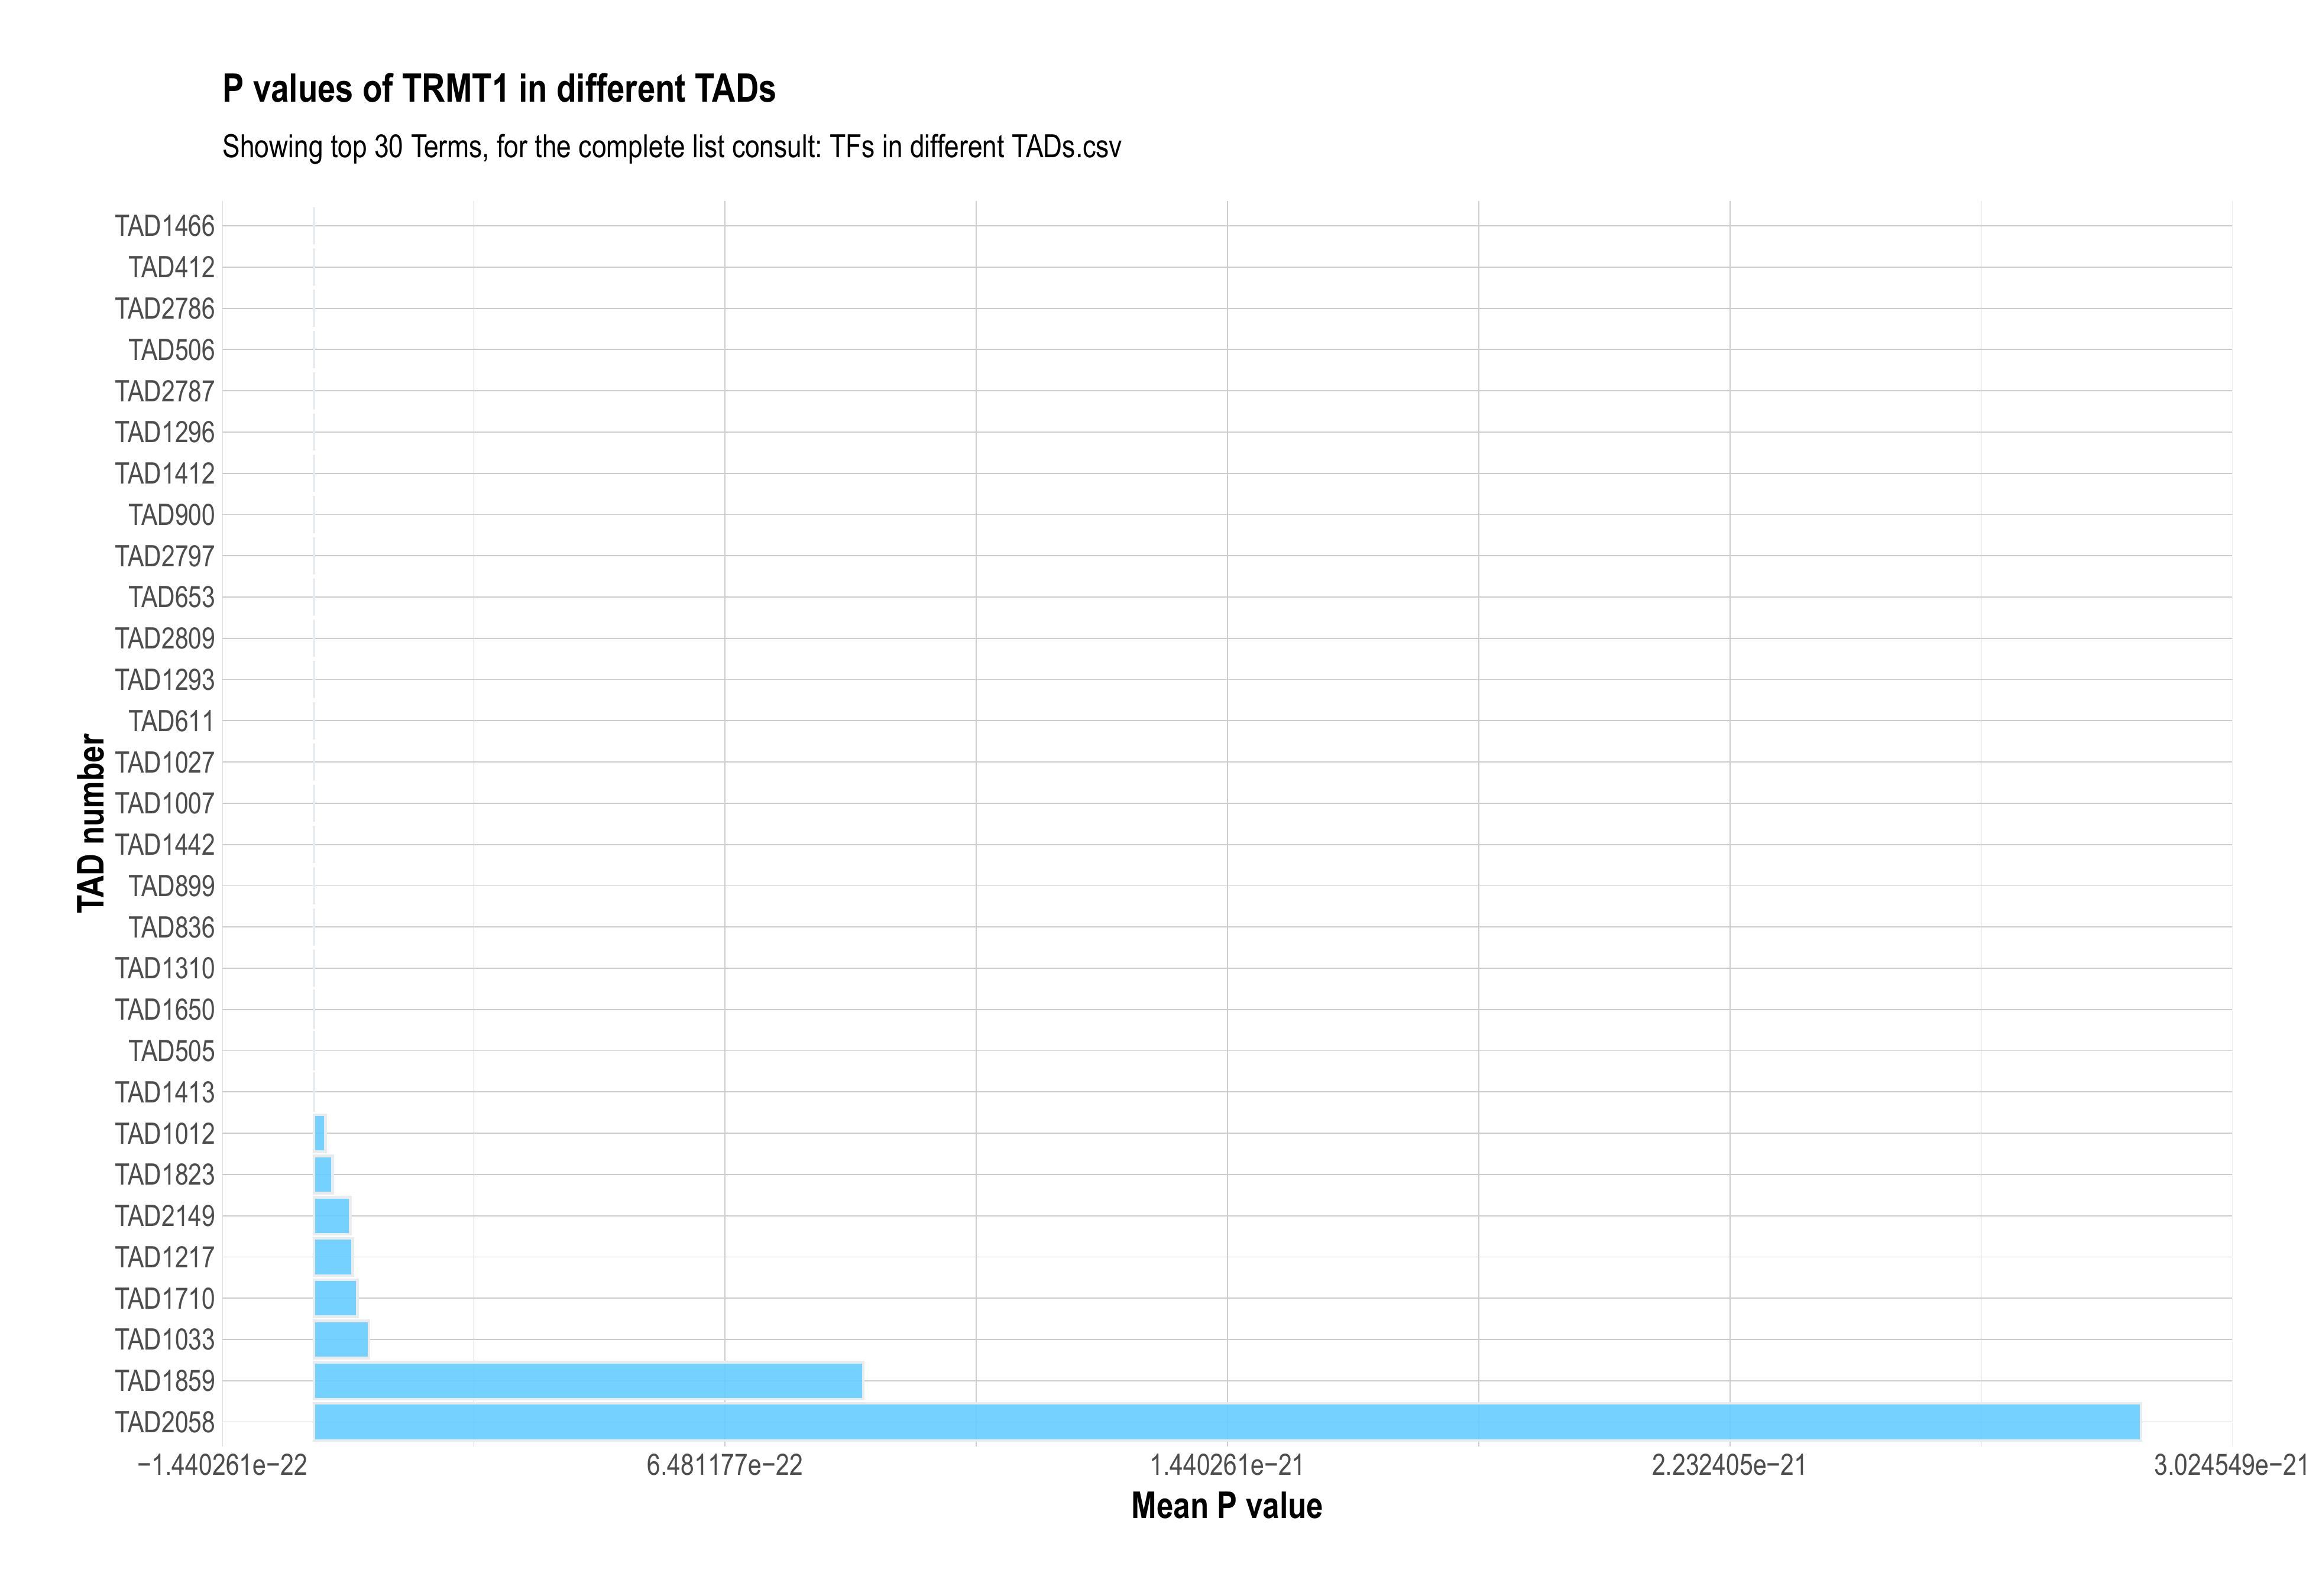 P values of TRMT1 in different TADs
Showing top 30 Terms, for the complete list consult: TFs in different TADs.csv
TAD number
TAD1466
TAD412
TAD2786
TAD506
TAD2787
TAD1296
TAD1412
TAD900
TAD2797
TAD653
TAD2809
TAD1293
TAD611
TAD1027
TAD1007
TAD1442
TAD899
TAD836
TAD1310
TAD1650
TAD505
TAD1413
TAD1012
TAD1823
TAD2149
TAD1217
TAD1710
TAD1033
TAD1859
TAD2058
−1.440261e−22 6.481177e−22 1.440261e−21 2.232405e−21 3.024549e−21
Mean P value